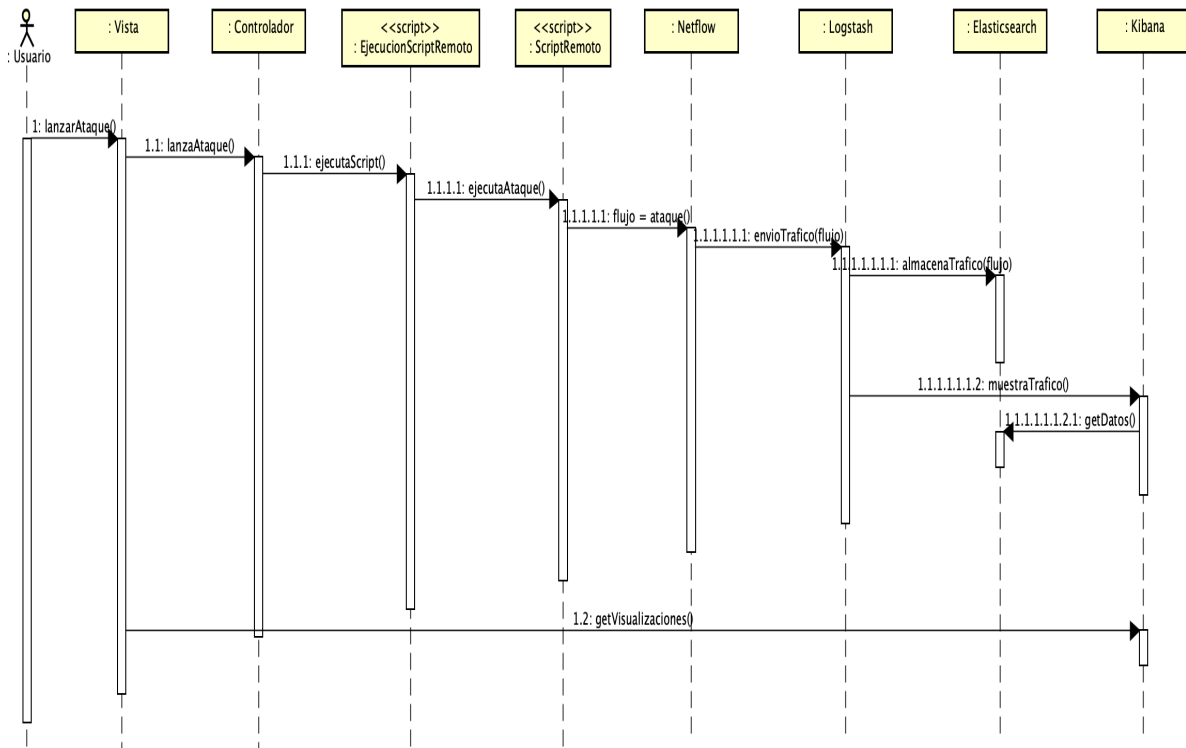 : Usuario
: Vista
: Controlador
<<script>>
: EjecucionScriptRemoto
<<script>>
: ScriptRemoto
: Netflow
: Logstash
: Elasticsearch
: Kibana
1: lanzarAtaque()
1.1: lanzaAtaque()
1.1.1: ejecutaScript()
1.1.1.1: ejecutaAtaque()
1.1.1.1.1: flujo = ataque()
1.1.1.1.1.1: envioTrafico(flujo)
1.1.1.1.1.1.1: almacenaTrafico(flujo)
1.1.1.1.1.1.2: muestraTrafico()
1.1.1.1.1.1.2.1: getDatos()
1.2: getVisualizaciones()